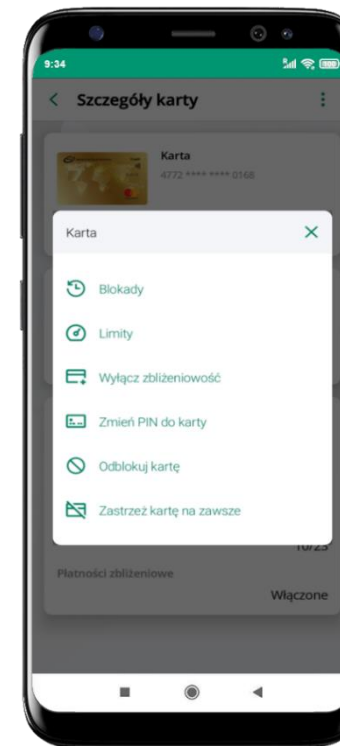 9:34
Szczegóły karty
Karta
4772 **** **** 0168
Karta
Blokady
Limity
Wyłącz zbliżeniowość
Zmień PIN do karty
Odblokuj kartę
Zastrzeż kartę na zawsze
10/23
Płatności zbliżeniowe
Włączone